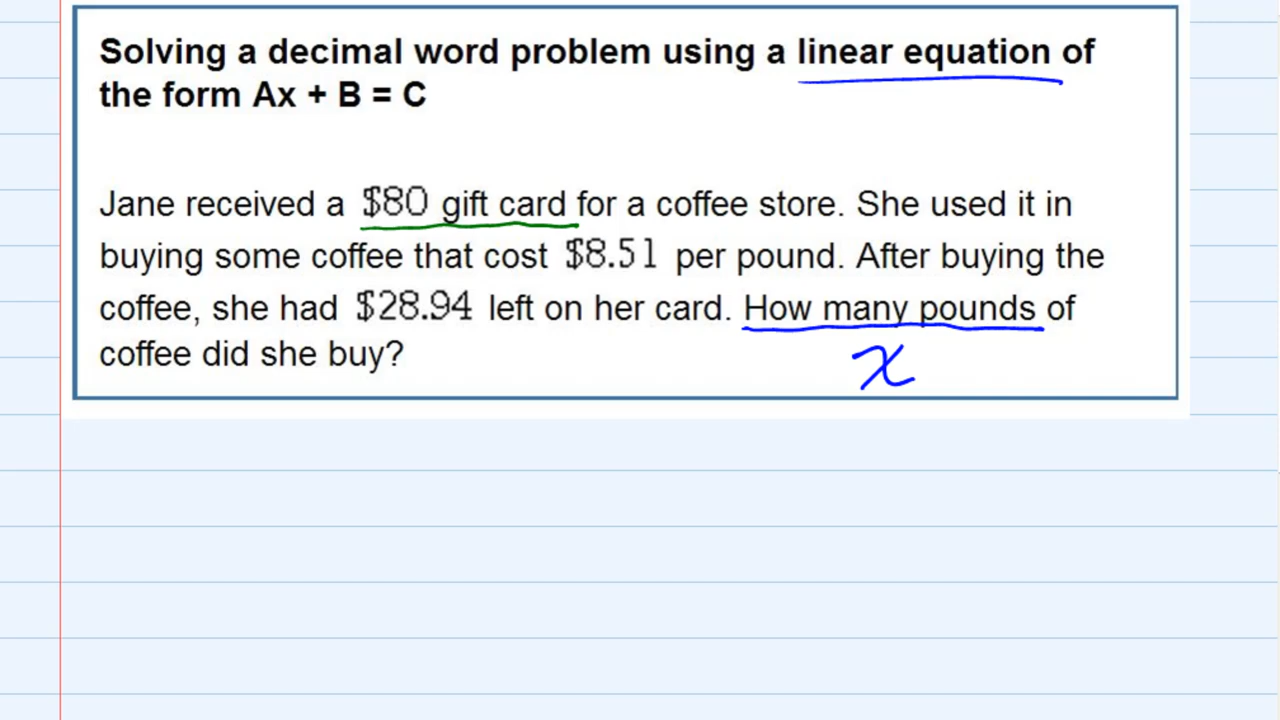 Solving a decimal word problem using a linear equation of
the form Ax + B = C
Jane received a $80 gift card for a coffee store. She used it in
buying some coffee that cost $8.51 per pound. After buying the
coffee, she had $28.94 left on her card. How many pounds of
coffee did she buy?
x